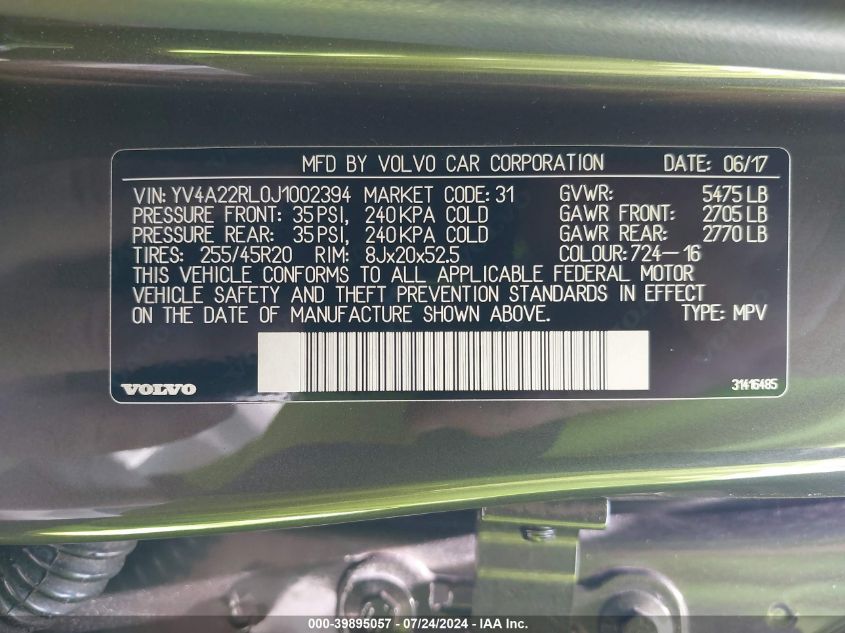 MFD BY VOLVO CAR CORPORATION DATE: 06/17
VIN: YV4A22RL0J1002394 MARKET CODE: 31 GVWR: 5475 LB
PRESSURE FRONT: 35 PSI, 240 KPA COLD GAWR FRONT: 2705 LB
PRESSURE REAR: 35 PSI, 240 KPA COLD GAWR REAR: 2770 LB
TIRES: 255/45R20 RIM: 8Jx20x52.5 COLOUR: 724-16
THIS VEHICLE CONFORMS TO ALL APPLICABLE FEDERAL MOTOR
VEHICLE SAFETY AND THEFT PREVENTION STANDARDS IN EFFECT
ON THE DATE OF MANUFACTURE SHOWN ABOVE. TYPE: MPV
VOLVO 31416485
000-39895057 - 07/24/2024 - IAA Inc.